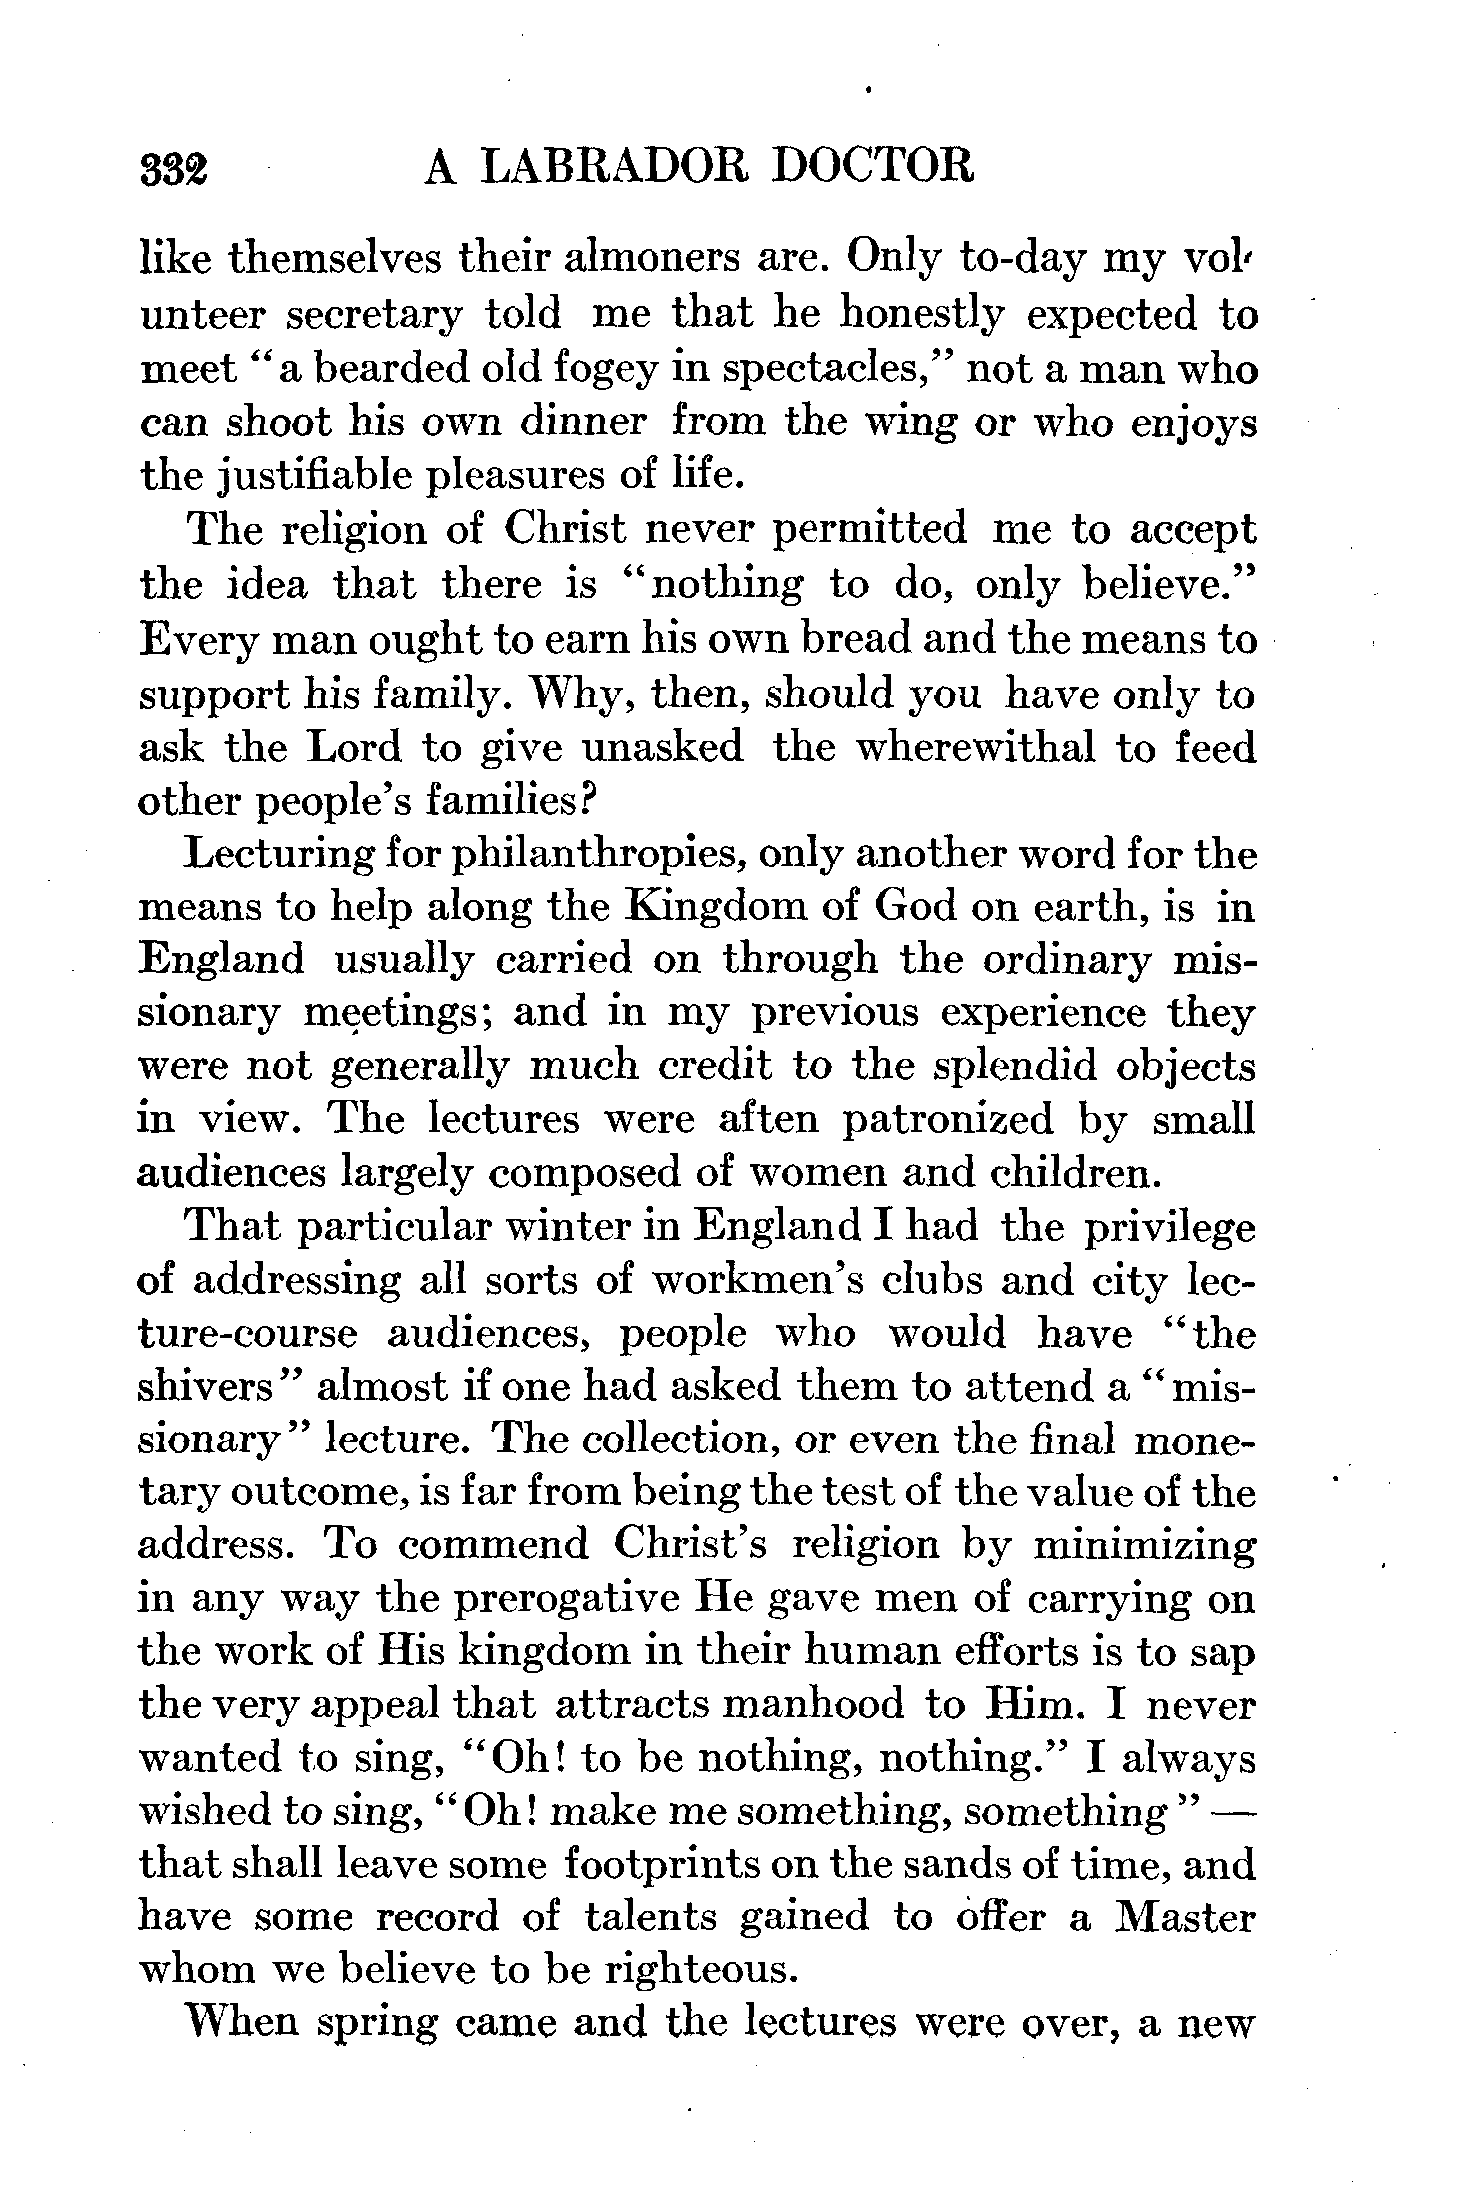 332 A LABRADOR DOCTOR
like themselves their almoners are. Only to-day my vol-
unteer secretary told me that he honestly expected to
meet "a bearded old fogey in spectacles," not a man who
can shoot his own dinner from the wing or who enjoys
the justifiable pleasures of life.
The religion of Christ never permitted me to accept
the idea that there is "nothing to do, only believe."
Every man ought to earn his own bread and the means to
support his family. Why, then, should you have only to
ask the Lord to give unasked the wherewithal to feed
other people's families?
Lecturing for philanthropies, only another word for the
means to help along the Kingdom of God on earth, is in
England usually carried on through the ordinary mis-
sionary meetings; and in my previous experience they
were not generally much credit to the splendid objects
in view. The lectures were aften patronized by small
audiences largely composed of women and children.
That particular winter in England I had the privilege
of addressing all sorts of workmen's clubs and city lec-
ture-course audiences, people who would have "the
shivers" almost if one had asked them to attend a "mis-
sionary" lecture. The collection, or even the final mone-
tary outcome, is far from being the test of the value of the
address. To commend Christ's religion by minimizing
in any way the prerogative He gave men of carrying on
the work of His kingdom in their human efforts is to sap
the very appeal that attracts manhood to Him. I never
wanted to sing, "Oh! to be nothing, nothing." I always
wished to sing, "Oh! make me something, something" —
that shall leave some footprints on the sands of time, and
have some record of talents gained to offer a Master
whom we believe to be righteous.
When spring came and the lectures were over, a new